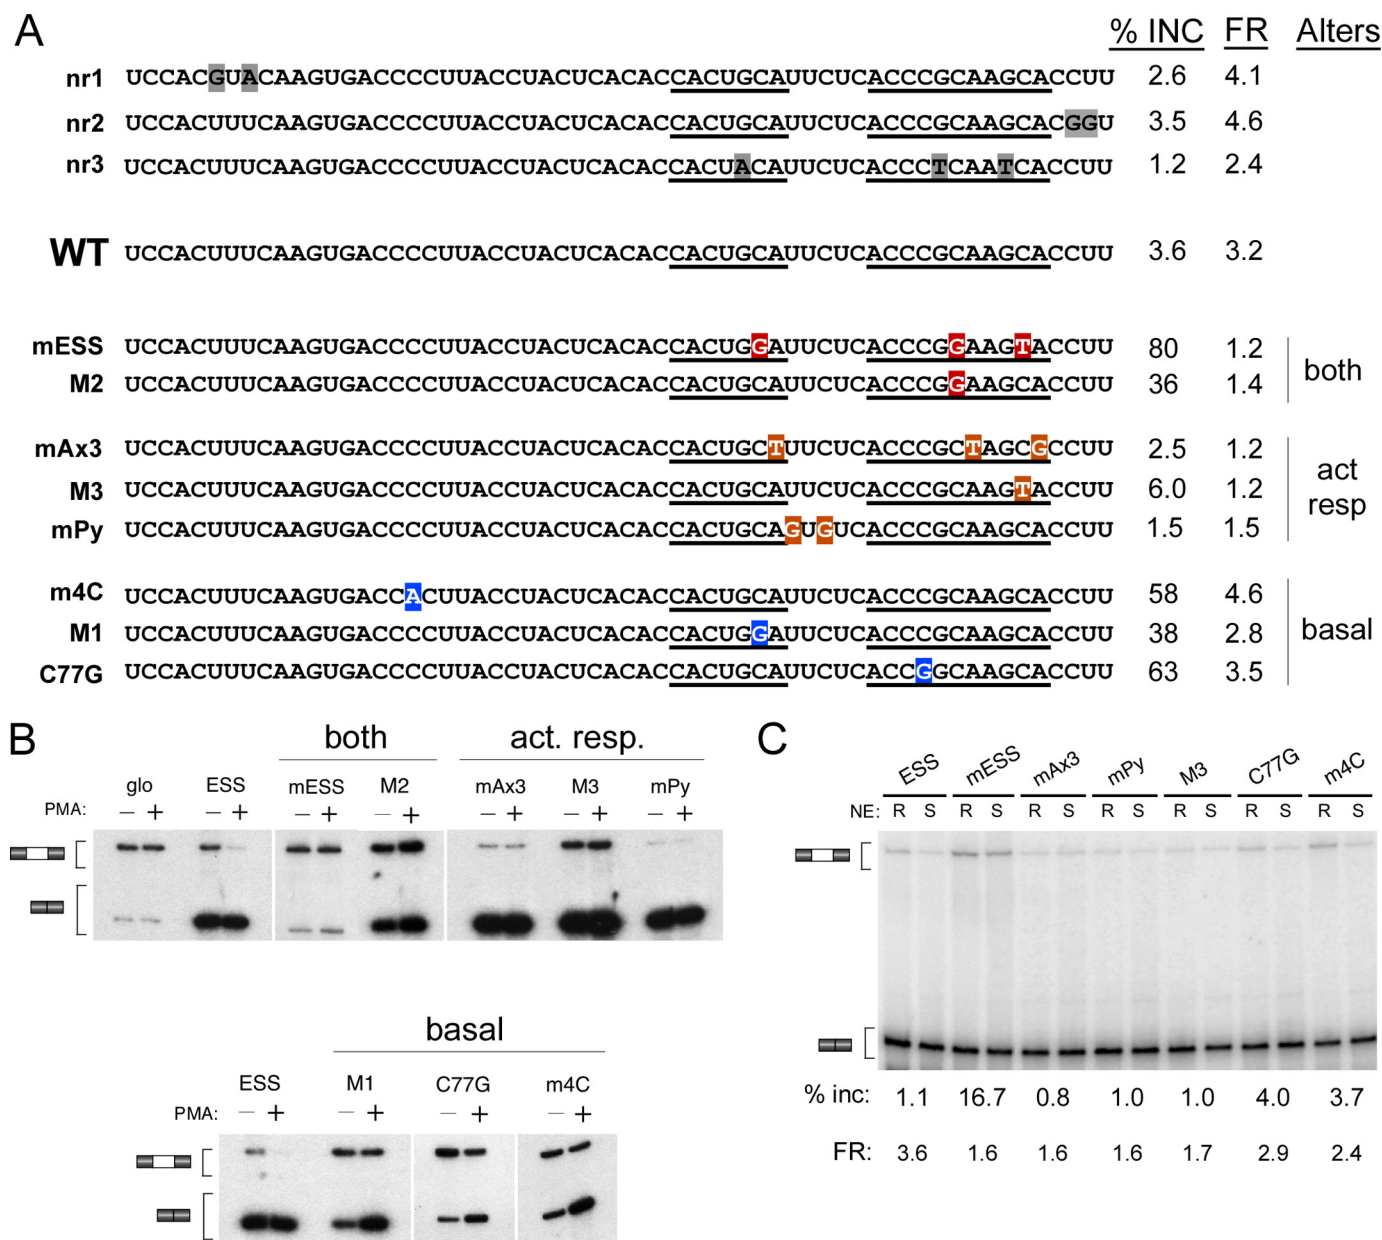 A
% INC FR Alters
nr1 UCCACGUACAAGUGACCCCUUACCUACUCACACCACUGCAUUCUCACCCGCAAGCACCUU 2.6 4.1
nr2 UCCACUUUCAAGUGACCCCUUACCUACUCACACCACUGCAUUCUCACCCGCAAGCACGGU 3.5 4.6
nr3 UCCACUUUCAAGUGACCCCUUACCUACUCACACCACUACAUUCUCACCCTCAATCACCUU 1.2 2.4
WT UCCACUUUCAAGUGACCCCUUACCUACUCACACCACUGCAUUCUCACCCGCAAGCACCUU 3.6 3.2
mESS UCCACUUUCAAGUGACCCCUUACCUACUCACACCACUGGAUUCUCACCCGGAAGTACCUU 80 1.2
both
M2 UCCACUUUCAAGUGACCCCUUACCUACUCACACCACUGCAUUCUCACCCGGAAGCACCUU 36 1.4
mAx3 UCCACUUUCAAGUGACCCCUUACCUACUCACACCACUGCTUUCUCACCCGCTAGCGCCUU 2.5 1.2
act
M3 UCCACUUUCAAGUGACCCCUUACCUACUCACACCACUGCAUUCUCACCCGCAAGTACCUU 6.0 1.2
resp
mPy UCCACUUUCAAGUGACCCCUUACCUACUCACACCACUGCAGUGUCACCCGCAAGCACCUU 1.5 1.5
m4C UCCACUUUCAAGUGACCACUUACCUACUCACACCACUGCAUUCUCACCCGCAAGCACCUU 58 4.6
M1 UCCACUUUCAAGUGACCCCUUACCUACUCACACCACUGGAUUCUCACCCGCAAGCACCUU 38 2.8
basal
C77G UCCACUUUCAAGUGACCCCUUACCUACUCACACCACUGCAUUCUCACCGGCAAGCACCUU 63 3.5
B
both act. resp.
glo ESS mESS M2 mAx3 M3 mPy
PMA: – + – + – + – + – + – + – +
basal
ESS M1 C77G m4C
PMA: – + – + – + – +
C
ESS mESS mAx3 mPy M3 C77G m4C
NE: R S R S R S R S R S R S R S
% inc: 1.1 16.7 0.8 1.0 1.0 4.0 3.7
FR: 3.6 1.6 1.6 1.6 1.7 2.9 2.4